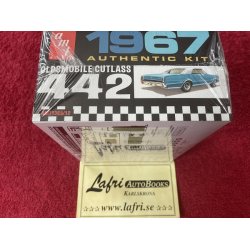 amt
1967
AUTHENTIC KIT
OLDSMOBILE CUTLASS
442
Lafri AUTOBOOKS
KARLSKRONA
www.lafri.se